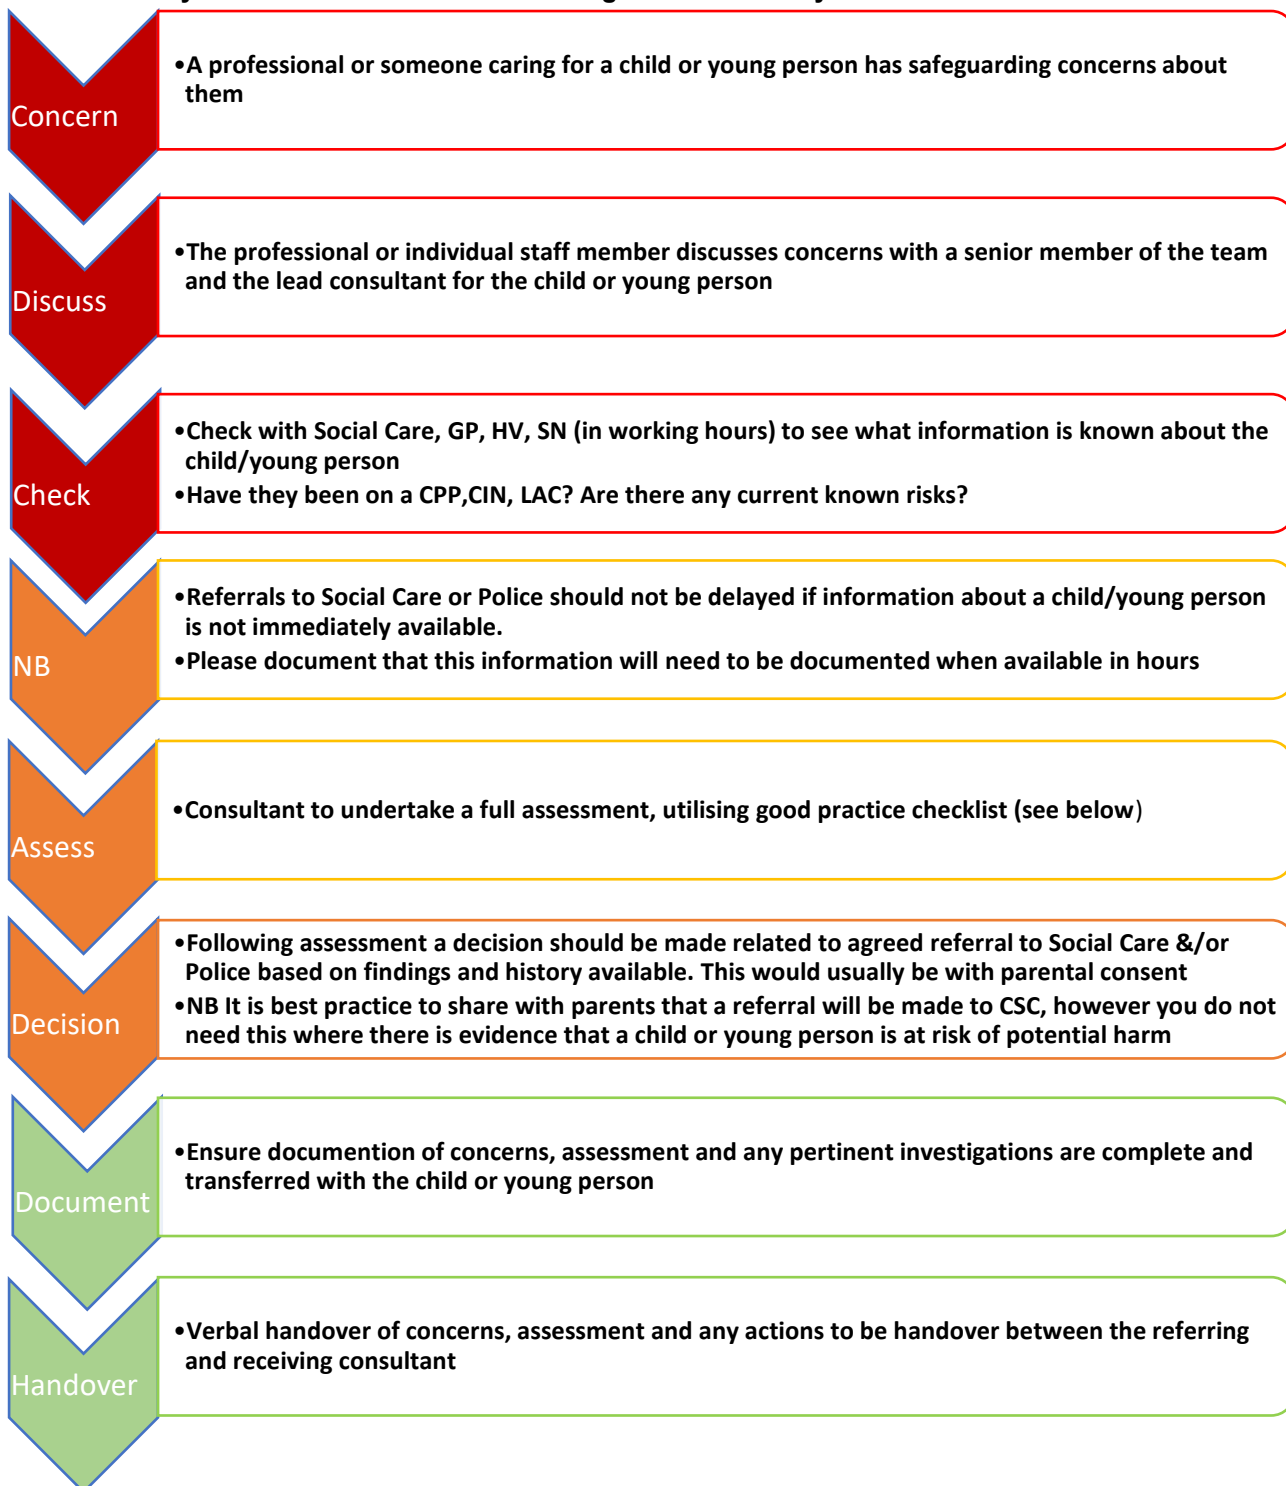 Concern
•A professional or someone caring for a child or young person has safeguarding concerns about
them
Discuss
•The professional or individual staff member discusses concerns with a senior member of the team
and the lead consultant for the child or young person
Check
•Check with Social Care, GP, HV, SN (in working hours) to see what information is known about the
child/young person
•Have they been on a CPP,CIN, LAC? Are there any current known risks?
NB
•Referrals to Social Care or Police should not be delayed if information about a child/young person
is not immediately available.
•Please document that this information will need to be documented when available in hours
Assess
•Consultant to undertake a full assessment, utilising good practice checklist (see below)
Decision
•Following assessment a decision should be made related to agreed referral to Social Care &/or
Police based on findings and history available. This would usually be with parental consent
•NB It is best practice to share with parents that a referral will be made to CSC, however you do not
need this where there is evidence that a child or young person is at risk of potential harm
Document
•Ensure documention of concerns, assessment and any pertinent investigations are complete and
transferred with the child or young person
Handover
•Verbal handover of concerns, assessment and any actions to be handover between the referring
and receiving consultant